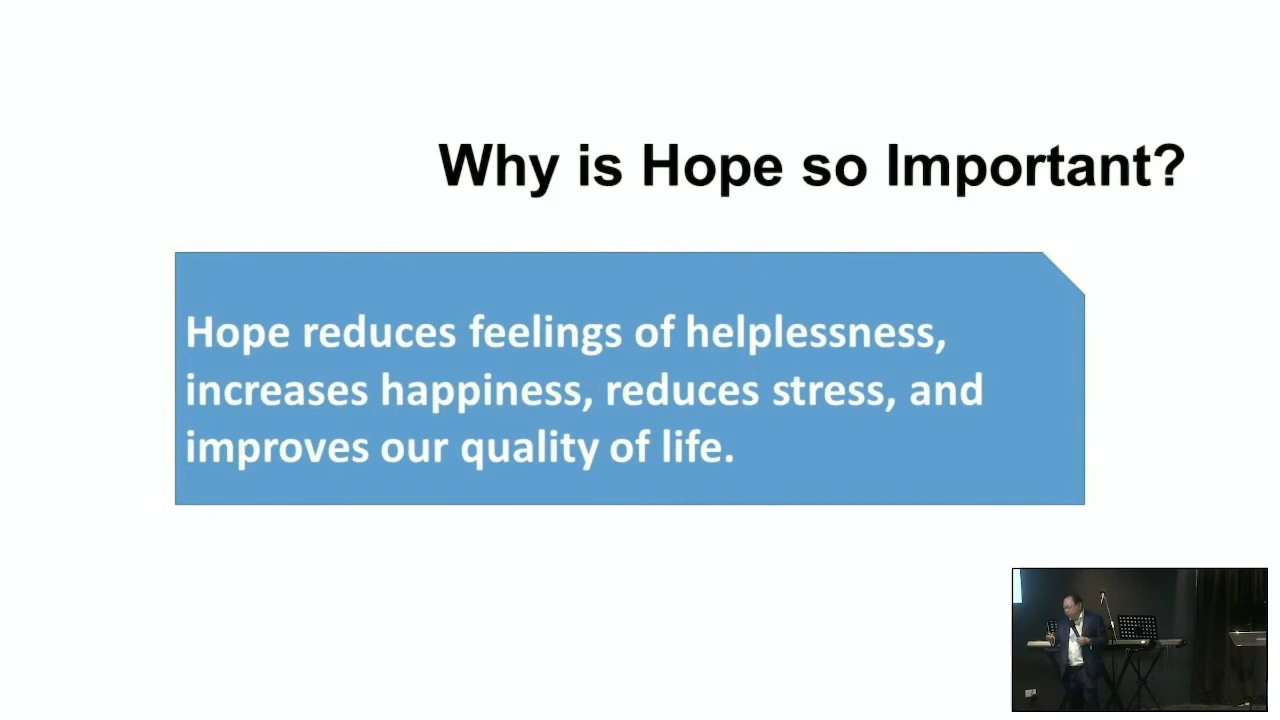 Why is Hope so Important?
Hope reduces feelings of helplessness,
increases happiness, reduces stress, and
improves our quality of life.